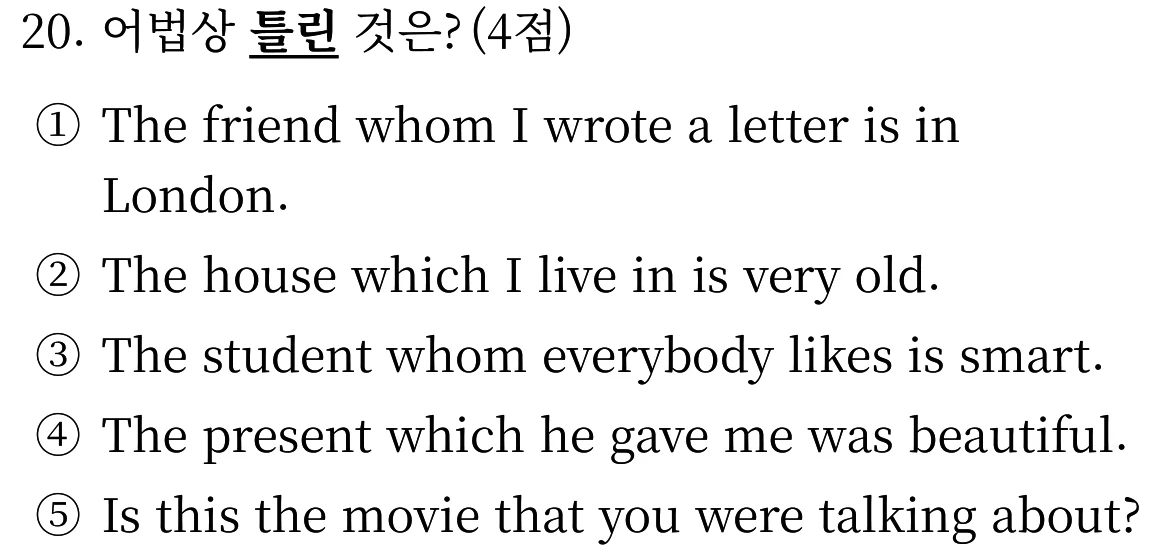 20. 어법상 틀린 것은? (4점)
① The friend whom I wrote a letter is in
London.
② The house which I live in is very old.
③ The student whom everybody likes is smart.
④ The present which he gave me was beautiful.
⑤ Is this the movie that you were talking about?